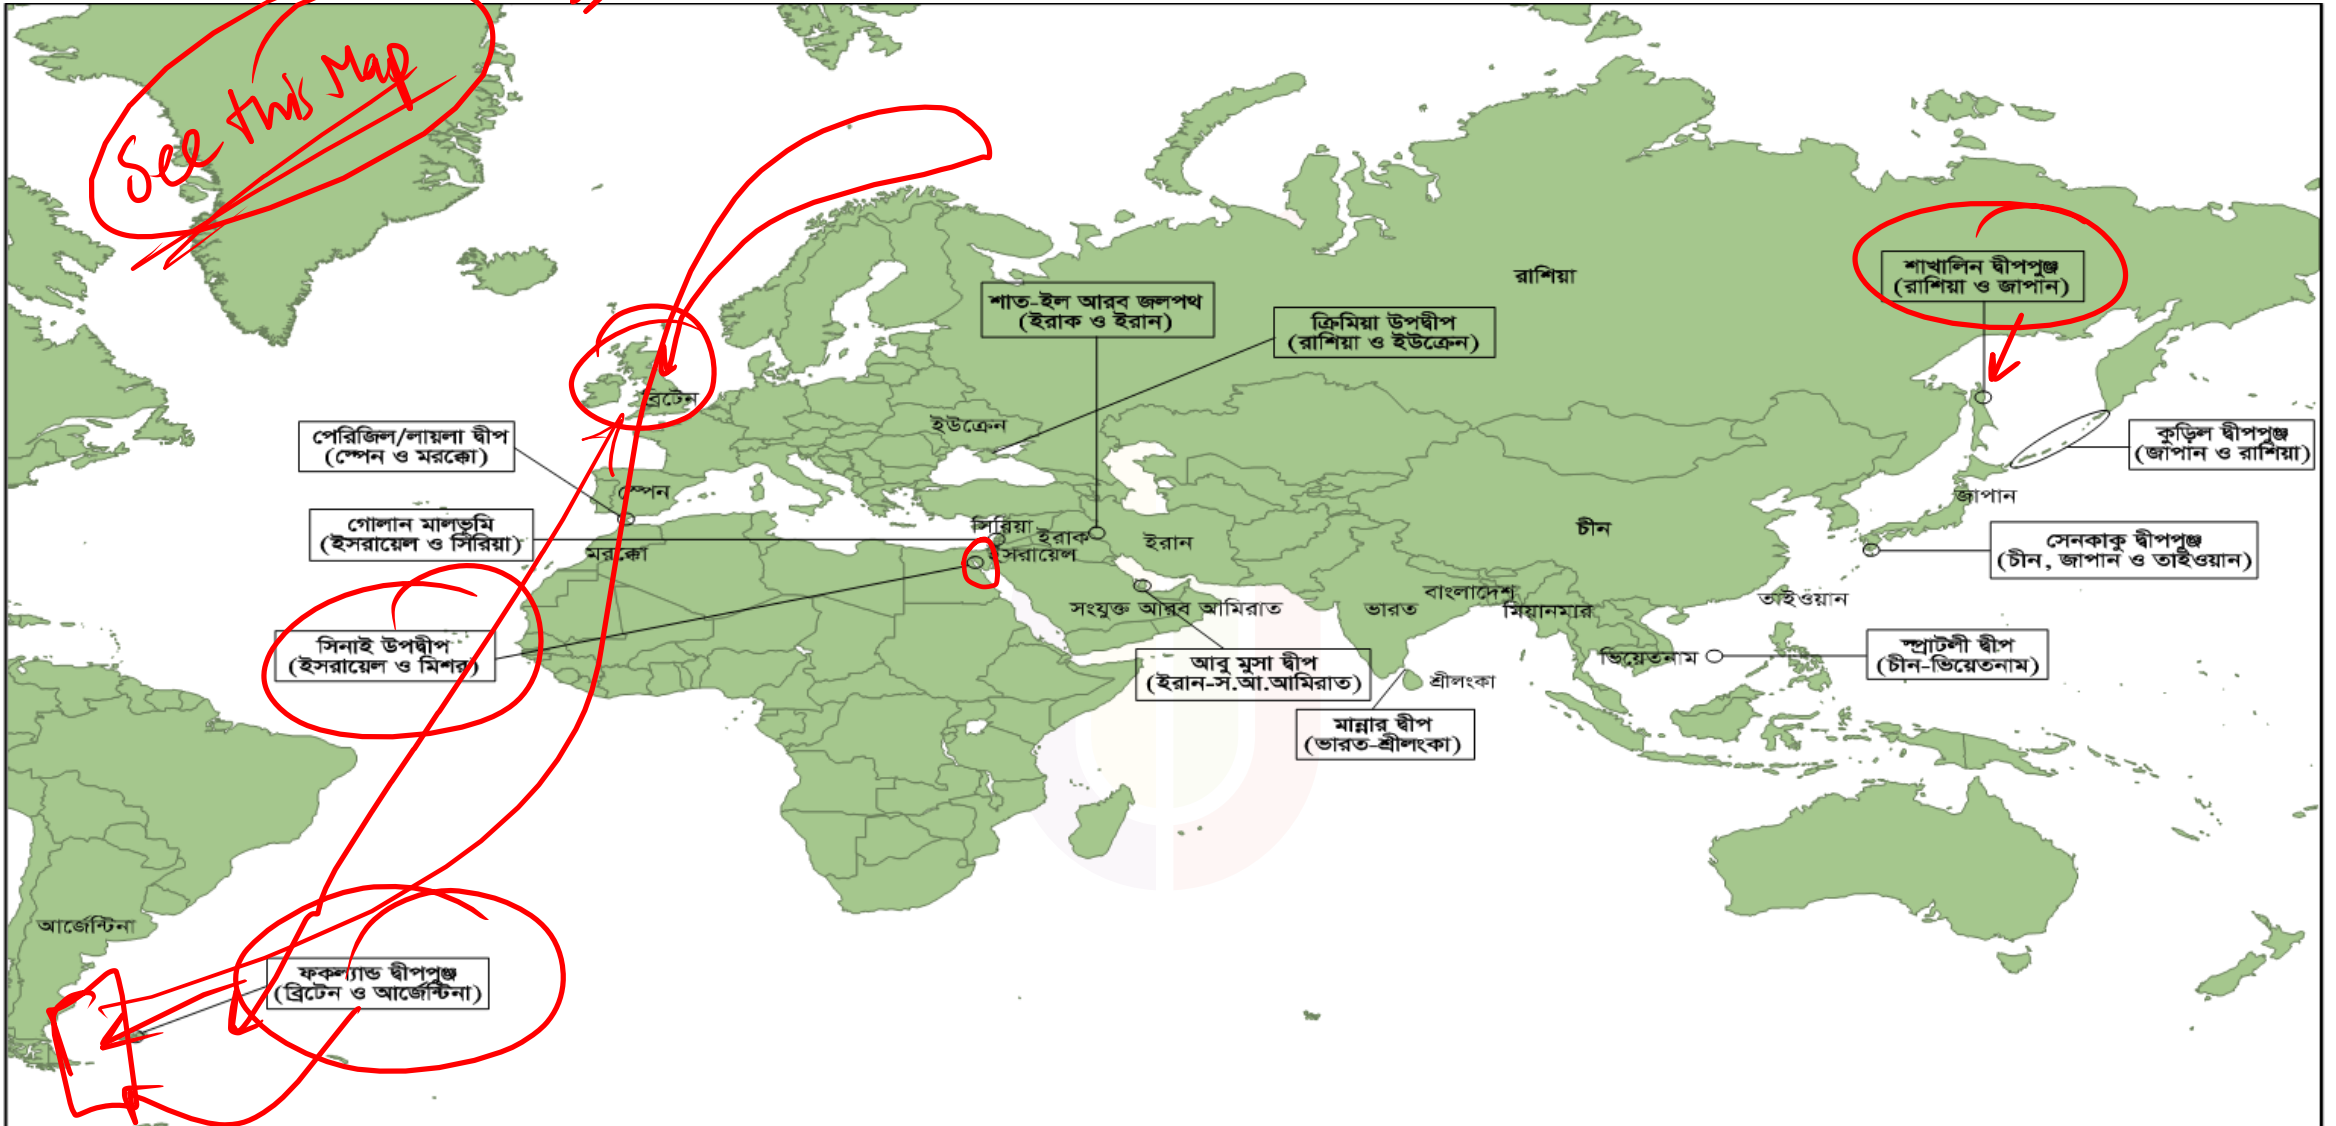 See this Map
রাশিয়া
শাখালিন দ্বীপপুঞ্জ
(রাশিয়া ও জাপান)
শাত-ইল আরব জলপথ
(ইরাক ও ইরান)
ক্রিমিয়া উপদ্বীপ
(রাশিয়া ও ইউক্রেন)
ব্রিটেন
ইউক্রেন
পেরিজিল/লায়লা দ্বীপ
(স্পেন ও মরক্কো)
কুড়িল দ্বীপপুঞ্জ
(জাপান ও রাশিয়া)
স্পেন
জাপান
গোলান মালভূমি
(ইসরায়েল ও সিরিয়া)
সিরিয়া
ইরাক
ইরান
চীন
মরক্কো
ইসরায়েল
সেনকাকু দ্বীপপুঞ্জ
(চীন, জাপান ও তাইওয়ান)
বাংলাদেশ
তাইওয়ান
সংযুক্ত আরব আমিরাত
ভারত
মিয়ানমার
সিনাই উপদ্বীপ
(ইসরায়েল ও মিশর)
আবু মুসা দ্বীপ
(ইরান-স.আ.আমিরাত)
ভিয়েতনাম
স্প্রাটলী দ্বীপ
(চীন-ভিয়েতনাম)
শ্রীলংকা
মান্নার দ্বীপ
(ভারত-শ্রীলংকা)
আর্জেন্টিনা
ফকল্যান্ড দ্বীপপুঞ্জ
(ব্রিটেন ও আর্জেন্টিনা)